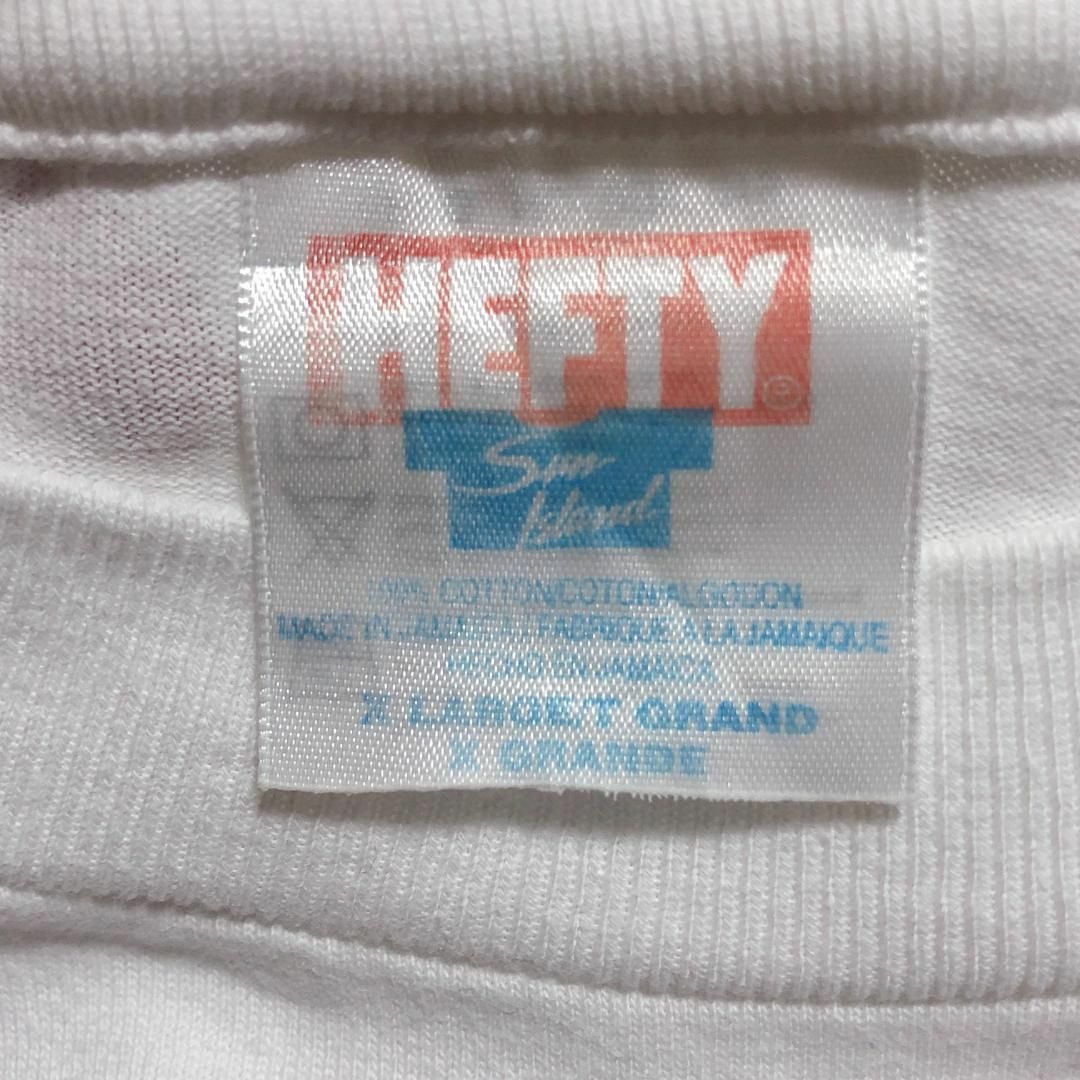 HEFTY®
Sun
Island
100% COTTON/COTON/ALGODON
MADE IN JAMAICA FABRIQUE A LA JAMAIQUE
HECHO EN JAMAICA
X LARGE T GRAND
X GRANDE